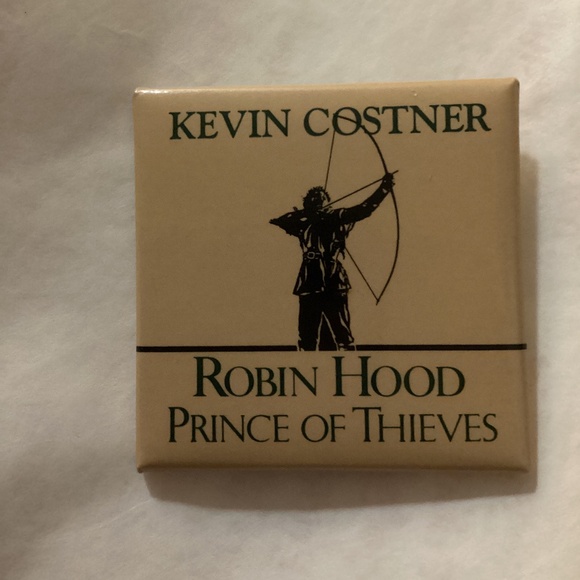 KEVIN COSTNER
ROBIN HOOD
PRINCE OF THIEVES